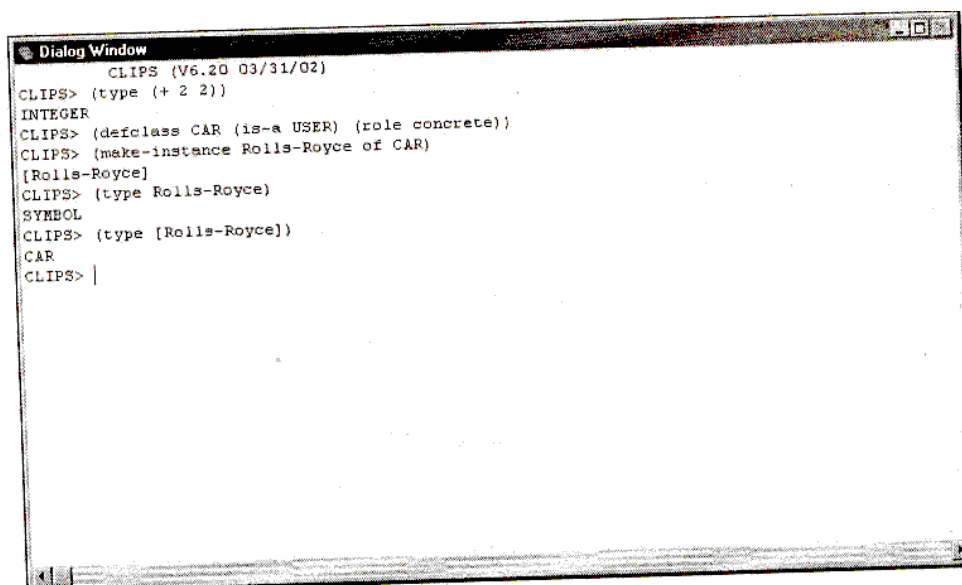 Dialog Window
CLIPS (V6.20 03/31/02)
CLIPS> (type (+ 2 2))
INTEGER
CLIPS> (defclass CAR (is-a USER) (role concrete))
CLIPS> (make-instance Rolls-Royce of CAR)
[Rolls-Royce]
CLIPS> (type Rolls-Royce)
SYMBOL
CLIPS> (type [Rolls-Royce])
CAR
CLIPS>